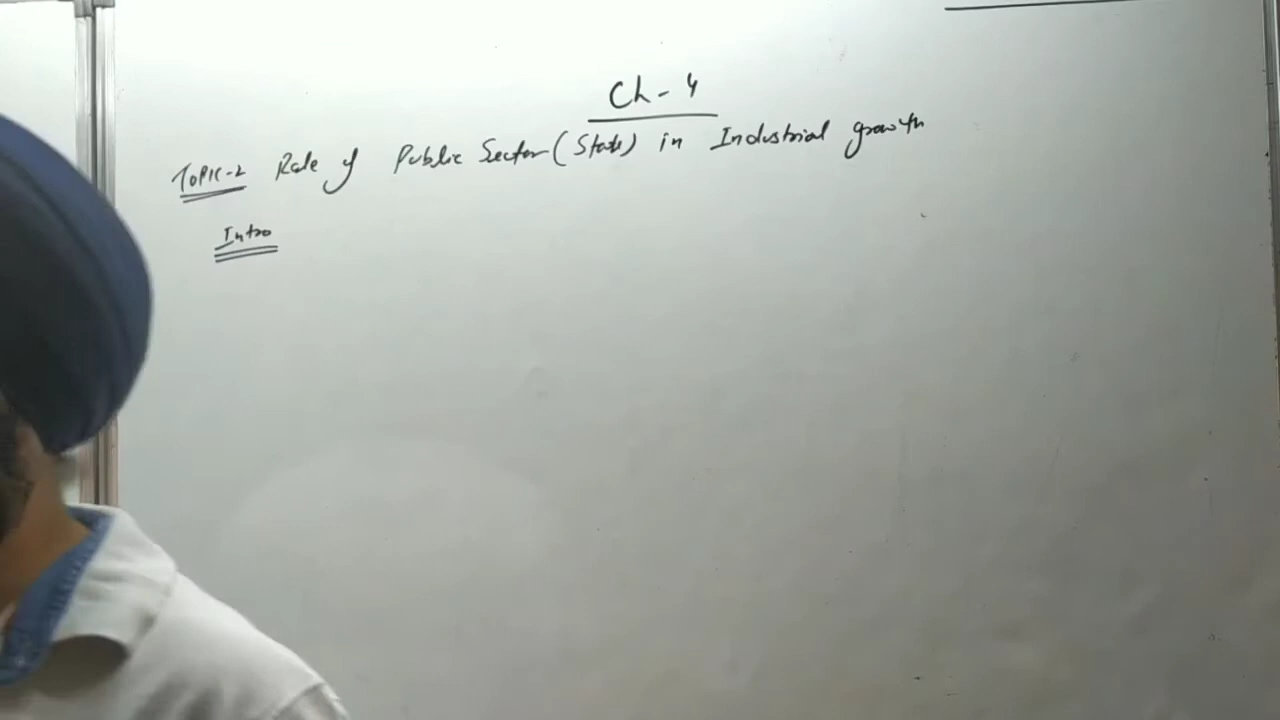 Ch-4
TOPIC-2 Role of Public Sector (State) in Industrial growth
Intro